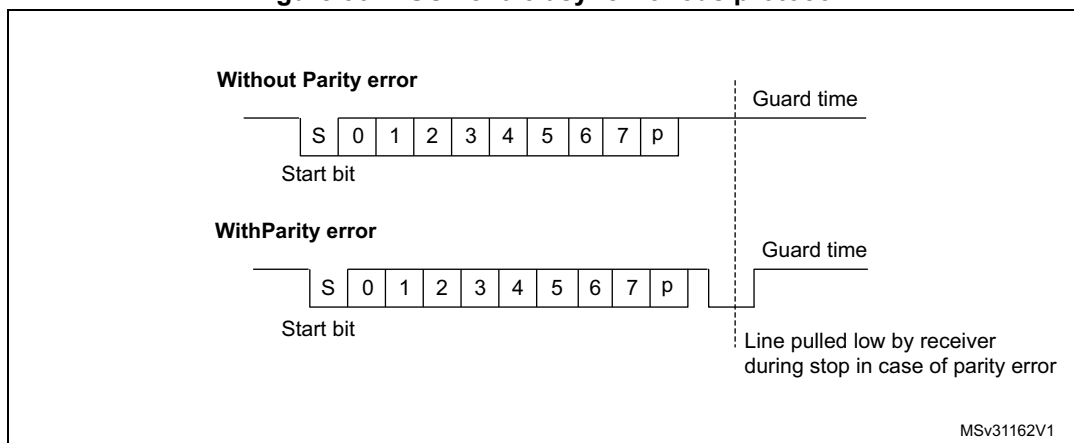 Without Parity error
Guard time
S 0 1 2 3 4 5 6 7 p
Start bit
WithParity error
Guard time
S 0 1 2 3 4 5 6 7 p
Start bit
Line pulled low by receiver
during stop in case of parity error
MSv31162V1